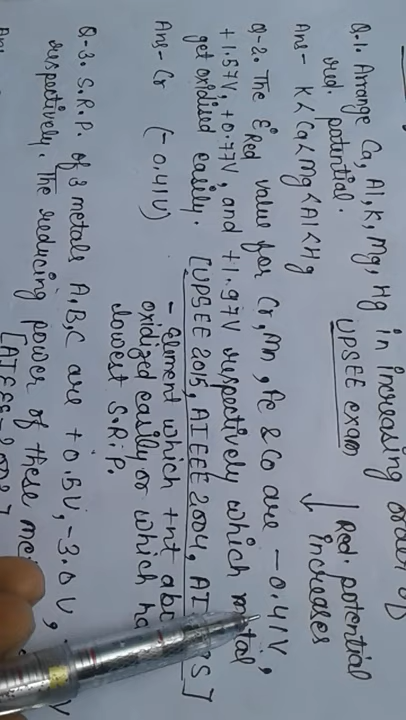 Q-1. Arrange Ca, Al, K, Mg, Hg in increasing order of
red. potential.
UPSEE exam
Ans- K<Ca<Mg<Al<Hg
↓ Red. potential
increases
Q-2. The E°Red value for Cr, Mn, Fe & Co are -0.41V,
+1.57V, +0.77V, and +1.97V respectively which metal
get oxidised easily. [UPSEE 2015, AIEEE 2004,
Ans- Cr (-0.41V)
- Element which
oxidized easily or which
lowest S.R.P.
Q-3. S.R.P. of 3 metals A,B,C are +0.5V, -3.0V,
respectively. The reducing power of these